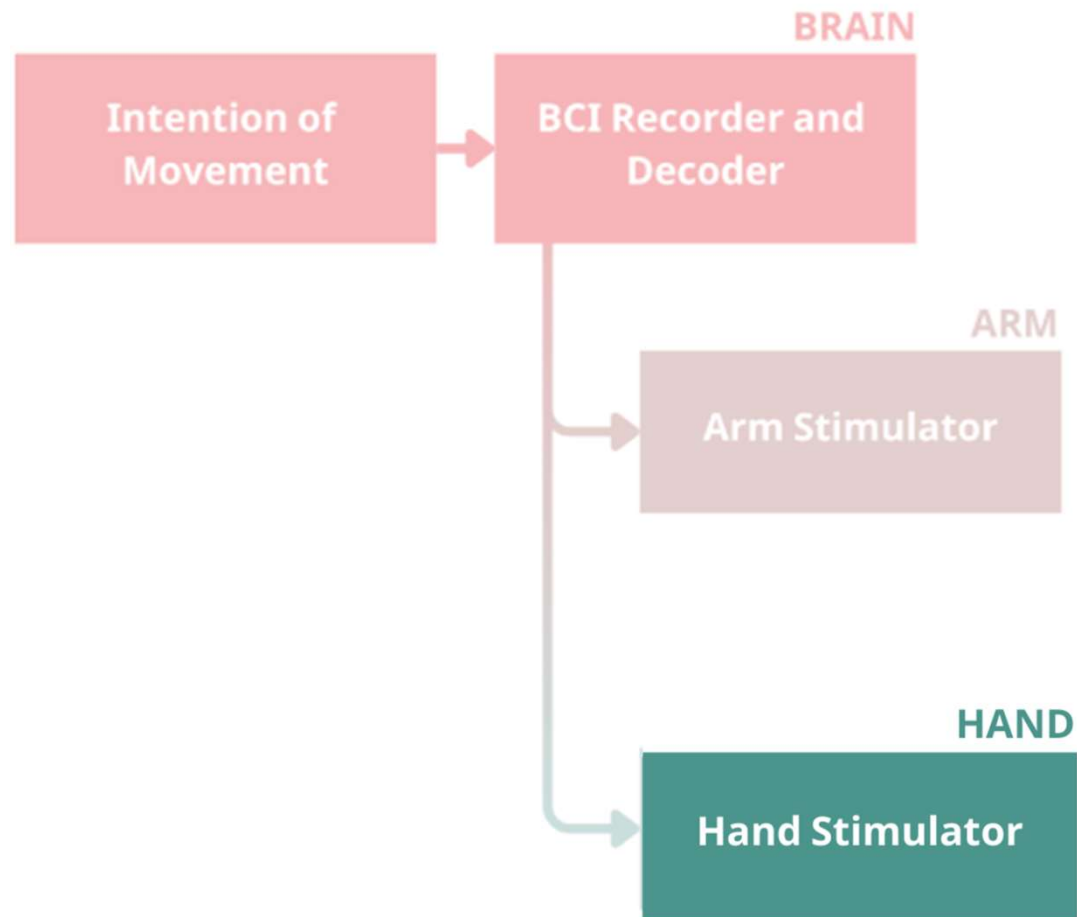 BRAIN
Intention of
Movement
BCI Recorder and
Decoder
ARM
Arm Stimulator
HAND
Hand Stimulator